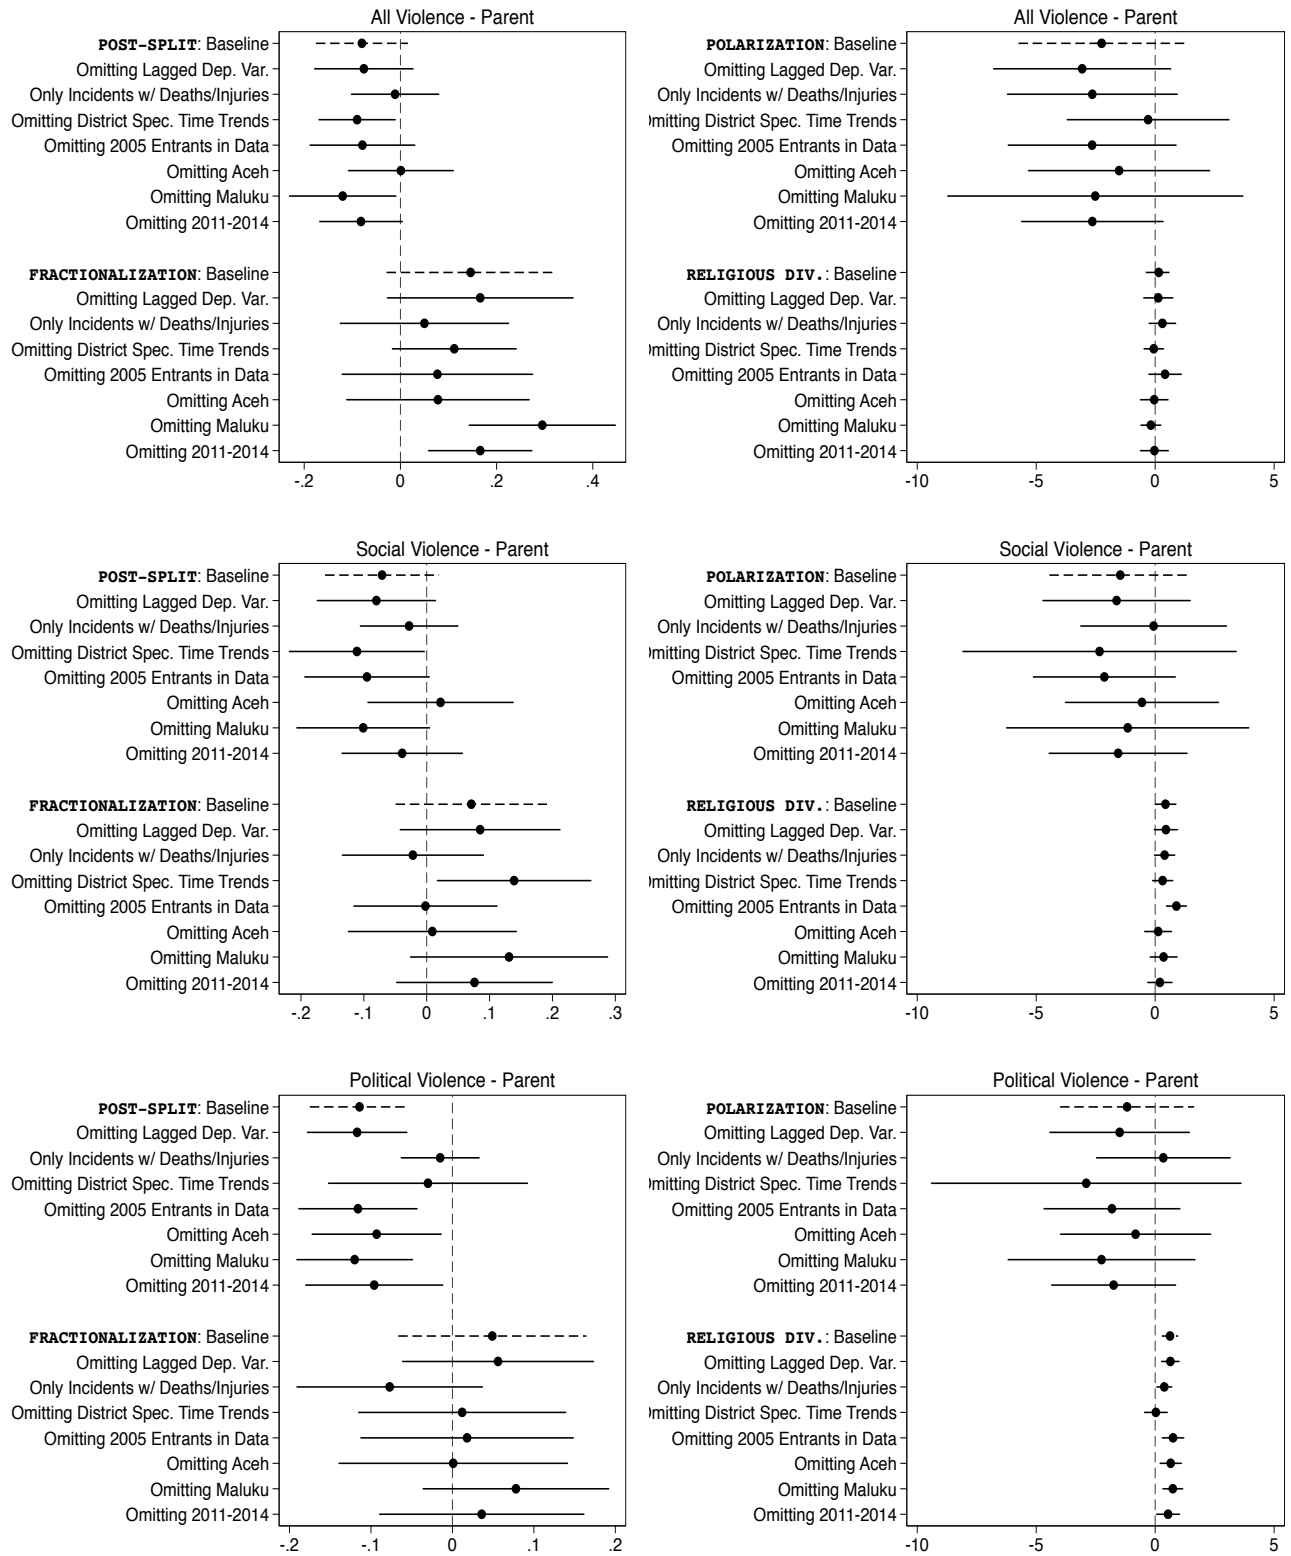 All Violence - Parent
POST-SPLIT: Baseline
Omitting Lagged Dep. Var.
Only Incidents w/ Deaths/Injuries
Omitting District Spec. Time Trends
Omitting 2005 Entrants in Data
Omitting Aceh
Omitting Maluku
Omitting 2011-2014
FRACTIONALIZATION: Baseline
Omitting Lagged Dep. Var.
Only Incidents w/ Deaths/Injuries
Omitting District Spec. Time Trends
Omitting 2005 Entrants in Data
Omitting Aceh
Omitting Maluku
Omitting 2011-2014
-.2 0 .2 .4
All Violence - Parent
POLARIZATION: Baseline
Omitting Lagged Dep. Var.
Only Incidents w/ Deaths/Injuries
mitting District Spec. Time Trends
Omitting 2005 Entrants in Data
Omitting Aceh
Omitting Maluku
Omitting 2011-2014
RELIGIOUS DIV.: Baseline
Omitting Lagged Dep. Var.
Only Incidents w/ Deaths/Injuries
mitting District Spec. Time Trends
Omitting 2005 Entrants in Data
Omitting Aceh
Omitting Maluku
Omitting 2011-2014
-10 -5 0 5
Social Violence - Parent
POST-SPLIT: Baseline
Omitting Lagged Dep. Var.
Only Incidents w/ Deaths/Injuries
Omitting District Spec. Time Trends
Omitting 2005 Entrants in Data
Omitting Aceh
Omitting Maluku
Omitting 2011-2014
FRACTIONALIZATION: Baseline
Omitting Lagged Dep. Var.
Only Incidents w/ Deaths/Injuries
Omitting District Spec. Time Trends
Omitting 2005 Entrants in Data
Omitting Aceh
Omitting Maluku
Omitting 2011-2014
-.2 -.1 0 .1 .2 .3
Social Violence - Parent
POLARIZATION: Baseline
Omitting Lagged Dep. Var.
Only Incidents w/ Deaths/Injuries
mitting District Spec. Time Trends
Omitting 2005 Entrants in Data
Omitting Aceh
Omitting Maluku
Omitting 2011-2014
RELIGIOUS DIV.: Baseline
Omitting Lagged Dep. Var.
Only Incidents w/ Deaths/Injuries
mitting District Spec. Time Trends
Omitting 2005 Entrants in Data
Omitting Aceh
Omitting Maluku
Omitting 2011-2014
-10 -5 0 5
Political Violence - Parent
POST-SPLIT: Baseline
Omitting Lagged Dep. Var.
Only Incidents w/ Deaths/Injuries
Omitting District Spec. Time Trends
Omitting 2005 Entrants in Data
Omitting Aceh
Omitting Maluku
Omitting 2011-2014
FRACTIONALIZATION: Baseline
Omitting Lagged Dep. Var.
Only Incidents w/ Deaths/Injuries
Omitting District Spec. Time Trends
Omitting 2005 Entrants in Data
Omitting Aceh
Omitting Maluku
Omitting 2011-2014
-.2 -.1 0 .1 .2
Political Violence - Parent
POLARIZATION: Baseline
Omitting Lagged Dep. Var.
Only Incidents w/ Deaths/Injuries
mitting District Spec. Time Trends
Omitting 2005 Entrants in Data
Omitting Aceh
Omitting Maluku
Omitting 2011-2014
RELIGIOUS DIV.: Baseline
Omitting Lagged Dep. Var.
Only Incidents w/ Deaths/Injuries
mitting District Spec. Time Trends
Omitting 2005 Entrants in Data
Omitting Aceh
Omitting Maluku
Omitting 2011-2014
-10 -5 0 5